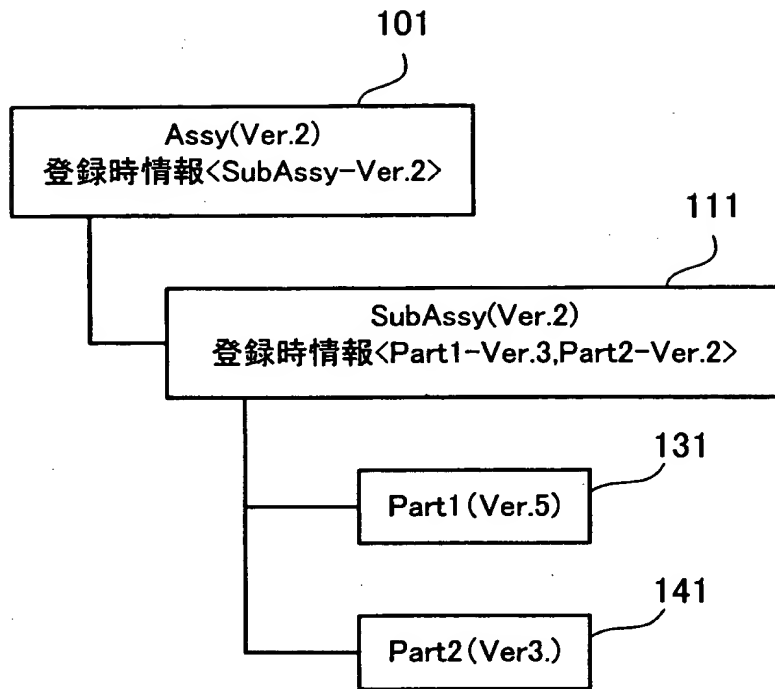 101
Assy(Ver.2)
登録時情報<SubAssy-Ver.2>
111
SubAssy(Ver.2)
登録時情報<Part1-Ver.3,Part2-Ver.2>
131
Part1(Ver.5)
141
Part2(Ver3.)